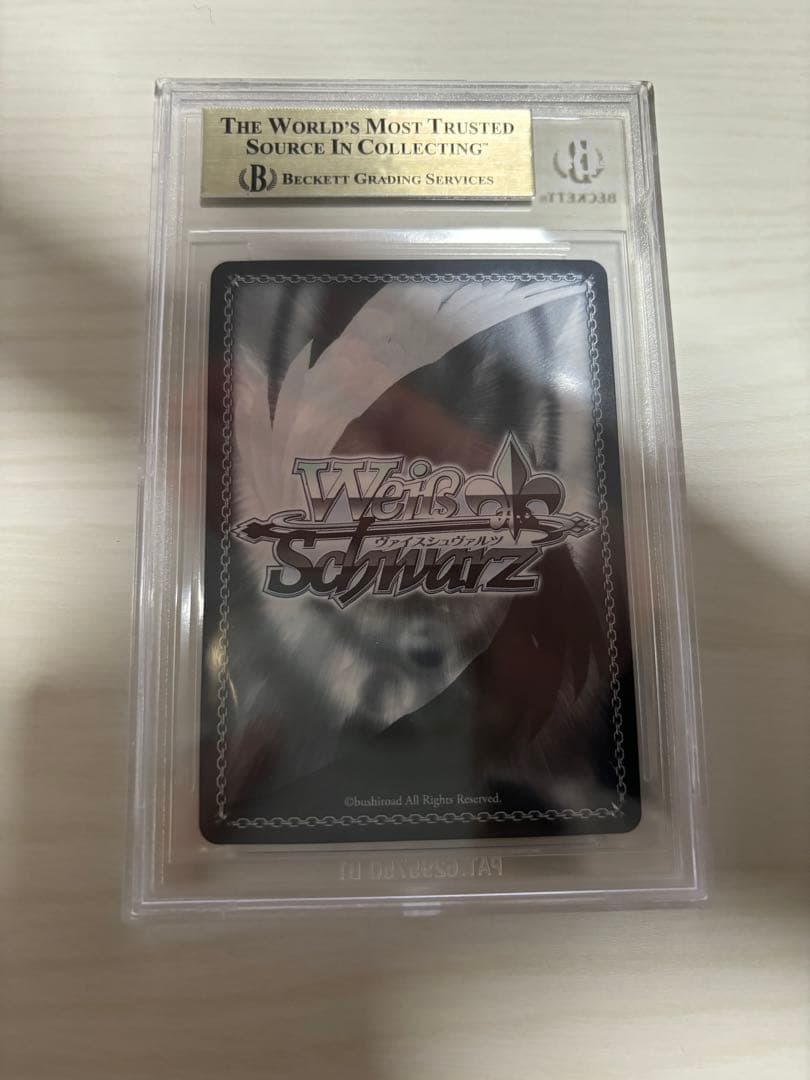 THE WORLD'S MOST TRUSTED
SOURCE IN COLLECTING™
B BECKETT GRADING SERVICES
BECKETT
Weiß
ヴァイスシュヴァルツ
Schwarz
©bushiroad All Rights Reserved.